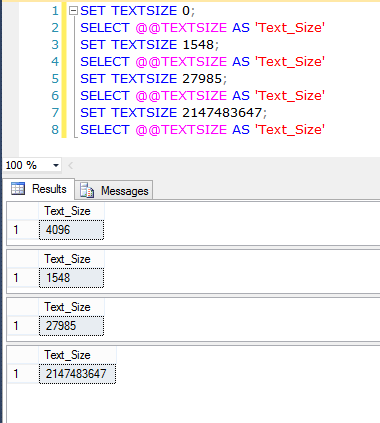 1 SET TEXTSIZE 0;
2 SELECT @@TEXTSIZE AS 'Text_Size'
3 SET TEXTSIZE 1548;
4 SELECT @@TEXTSIZE AS 'Text_Size'
5 SET TEXTSIZE 27985;
6 SELECT @@TEXTSIZE AS 'Text_Size'
7 SET TEXTSIZE 2147483647;
8 SELECT @@TEXTSIZE AS 'Text_Size'
100 %
Results Messages
Text_Size
1 4096
Text_Size
1 1548
Text_Size
1 27985
Text_Size
1 2147483647